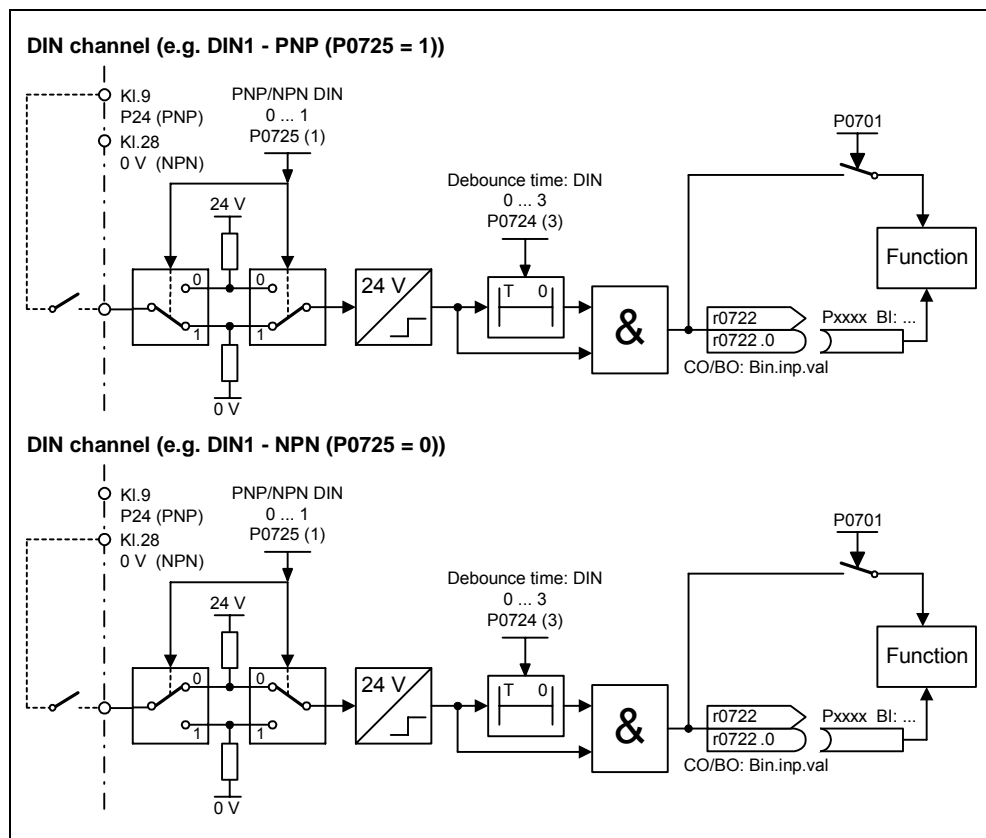 DIN channel (e.g. DIN1 - PNP (P0725 = 1))
Kl.9
P24 (PNP)
Kl.28
0 V (NPN)
PNP/NPN DIN
0 ... 1
P0725 (1)
24 V
0
0
1
1
0 V
24 V
Debounce time: DIN
0 ... 3
P0724 (3)
T 0
&
P0701
Function
r0722
r0722 .0
Pxxxx BI: ...
CO/BO: Bin.inp.val
DIN channel (e.g. DIN1 - NPN (P0725 = 0))
Kl.9
P24 (PNP)
Kl.28
0 V (NPN)
PNP/NPN DIN
0 ... 1
P0725 (1)
24 V
0
0
1
1
0 V
24 V
Debounce time: DIN
0 ... 3
P0724 (3)
T 0
&
P0701
Function
r0722
r0722 .0
Pxxxx BI: ...
CO/BO: Bin.inp.val